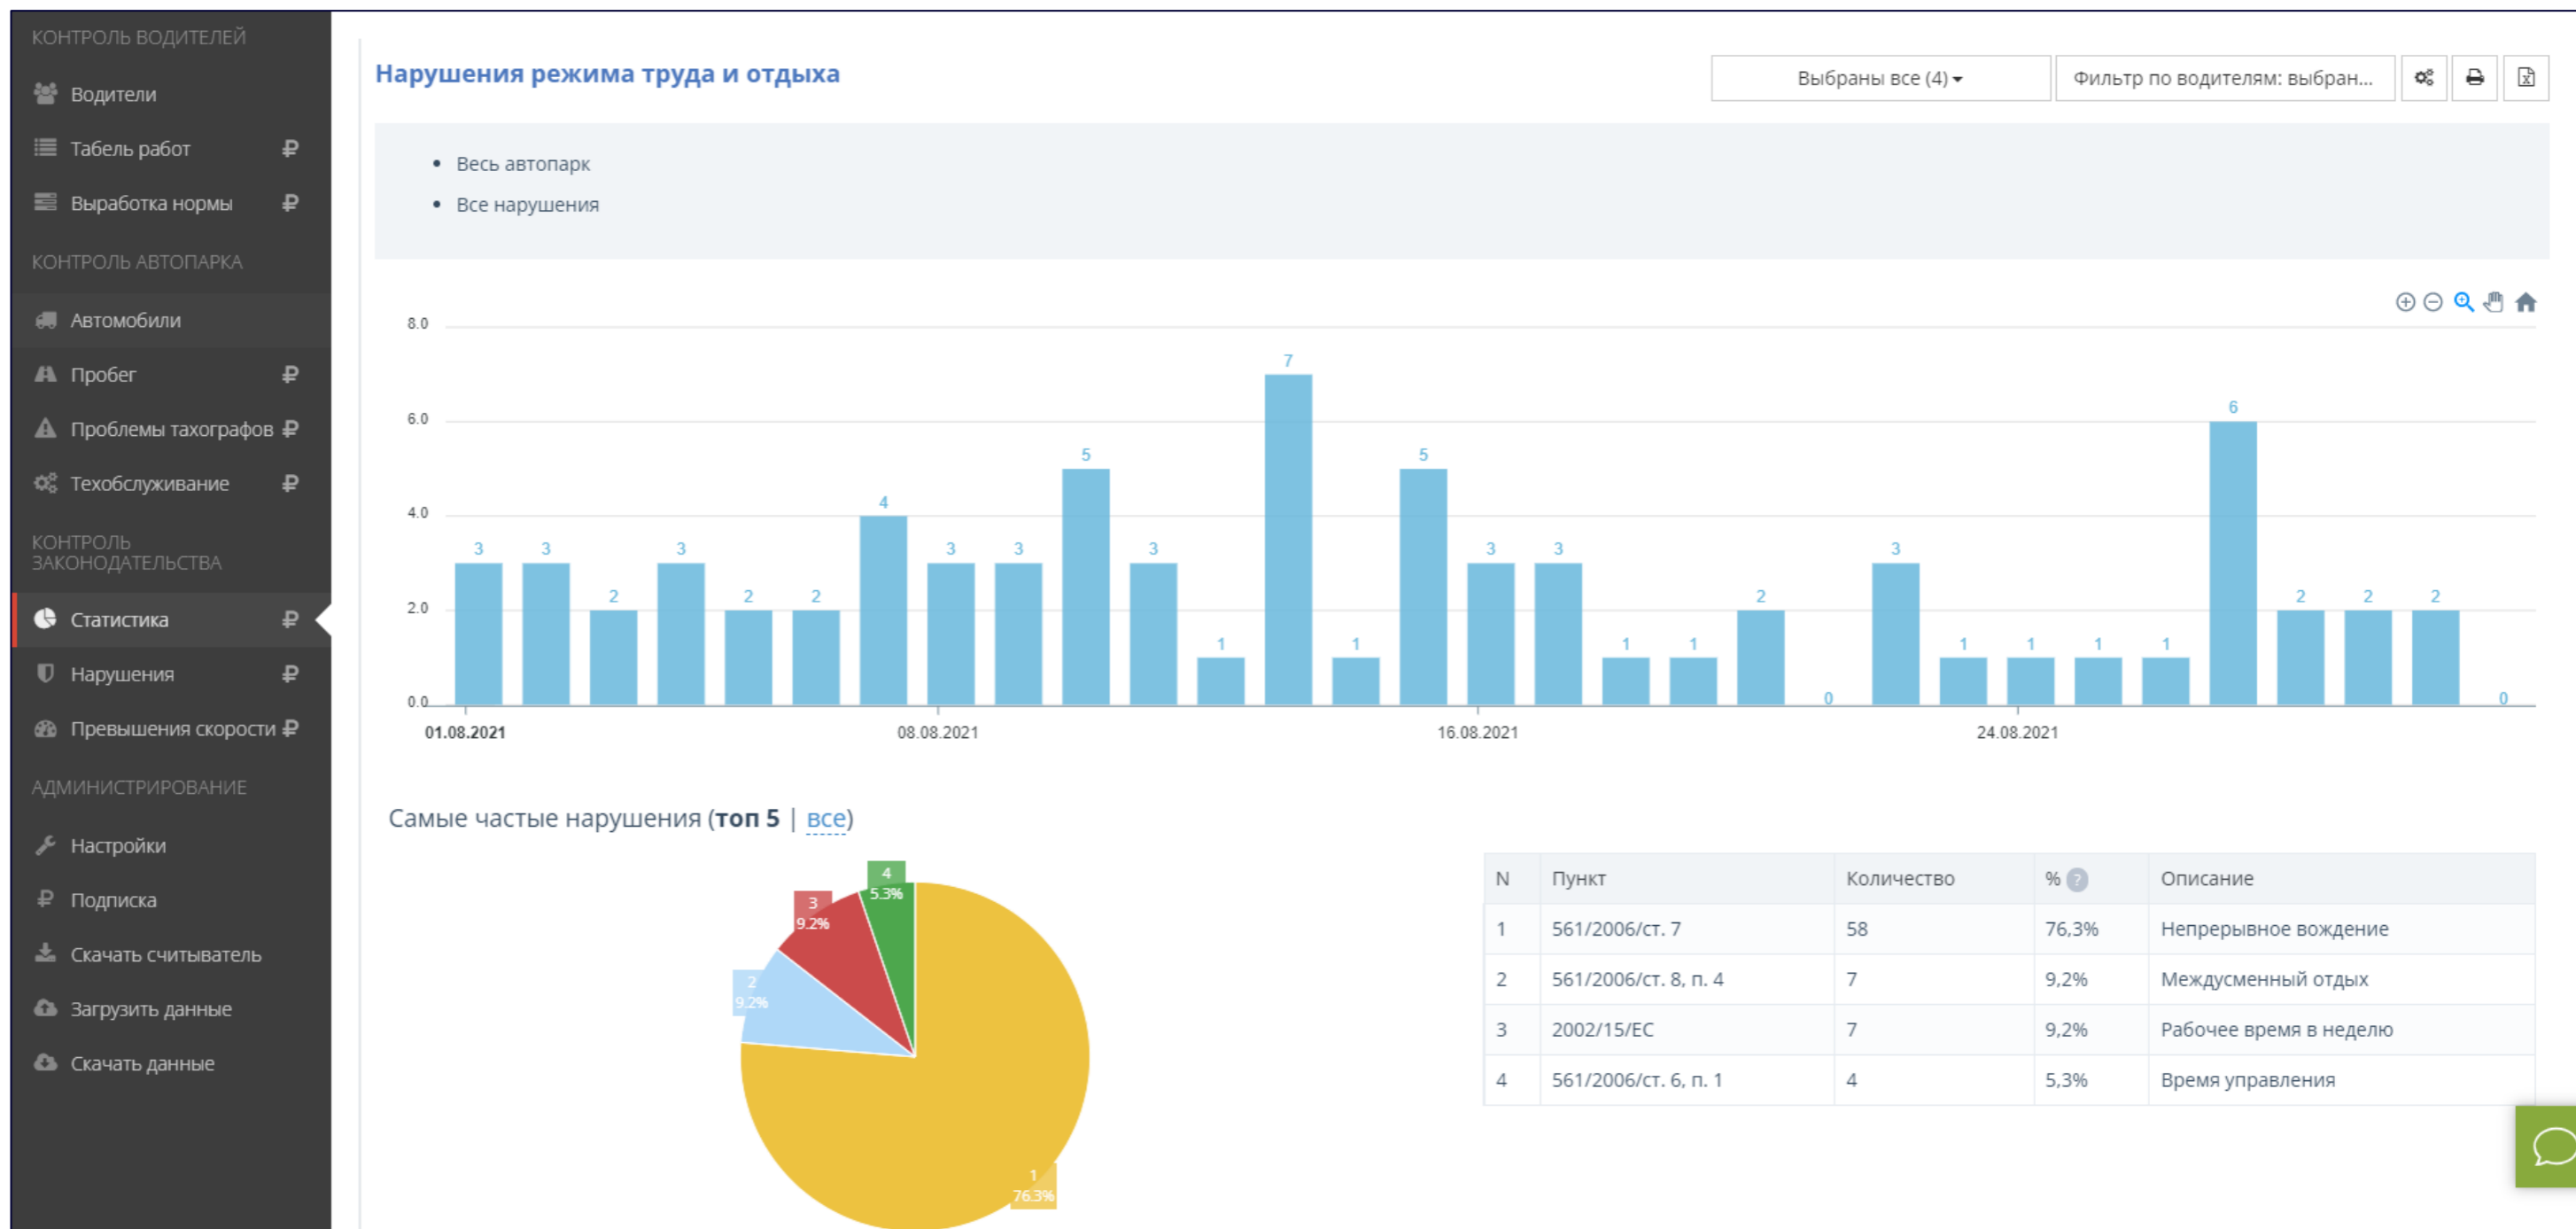 КОНТРОЛЬ ВОДИТЕЛЕЙ
Водители
Табель работ ₽
Выработка нормы ₽
КОНТРОЛЬ АВТОПАРКА
Автомобили
Пробег ₽
Проблемы тахографов ₽
Техобслуживание ₽
КОНТРОЛЬ
ЗАКОНОДАТЕЛЬСТВА
Статистика ₽
Нарушения ₽
Превышения скорости ₽
АДМИНИСТРИРОВАНИЕ
Настройки
₽ Подписка
Скачать считыватель
Загрузить данные
Скачать данные
Нарушения режима труда и отдыха
Выбраны все (4)
Фильтр по водителям: выбран...
• Весь автопарк
• Все нарушения
8.0
6.0
4.0
2.0
0.0
3 3 2 3 2 2 4 3 3 5 3 1 7 1 5 3 3 1 1 2 0 3 1 1 1 1 6 2 2 2 0
01.08.2021 08.08.2021 16.08.2021 24.08.2021
Самые частые нарушения (топ 5 | все)
4
5.3%
3
9.2%
2
9.2%
1
76.3%
N Пункт Количество % ? Описание
1 561/2006/ст. 7 58 76,3% Непрерывное вождение
2 561/2006/ст. 8, п. 4 7 9,2% Междусменный отдых
3 2002/15/ЕС 7 9,2% Рабочее время в неделю
4 561/2006/ст. 6, п. 1 4 5,3% Время управления